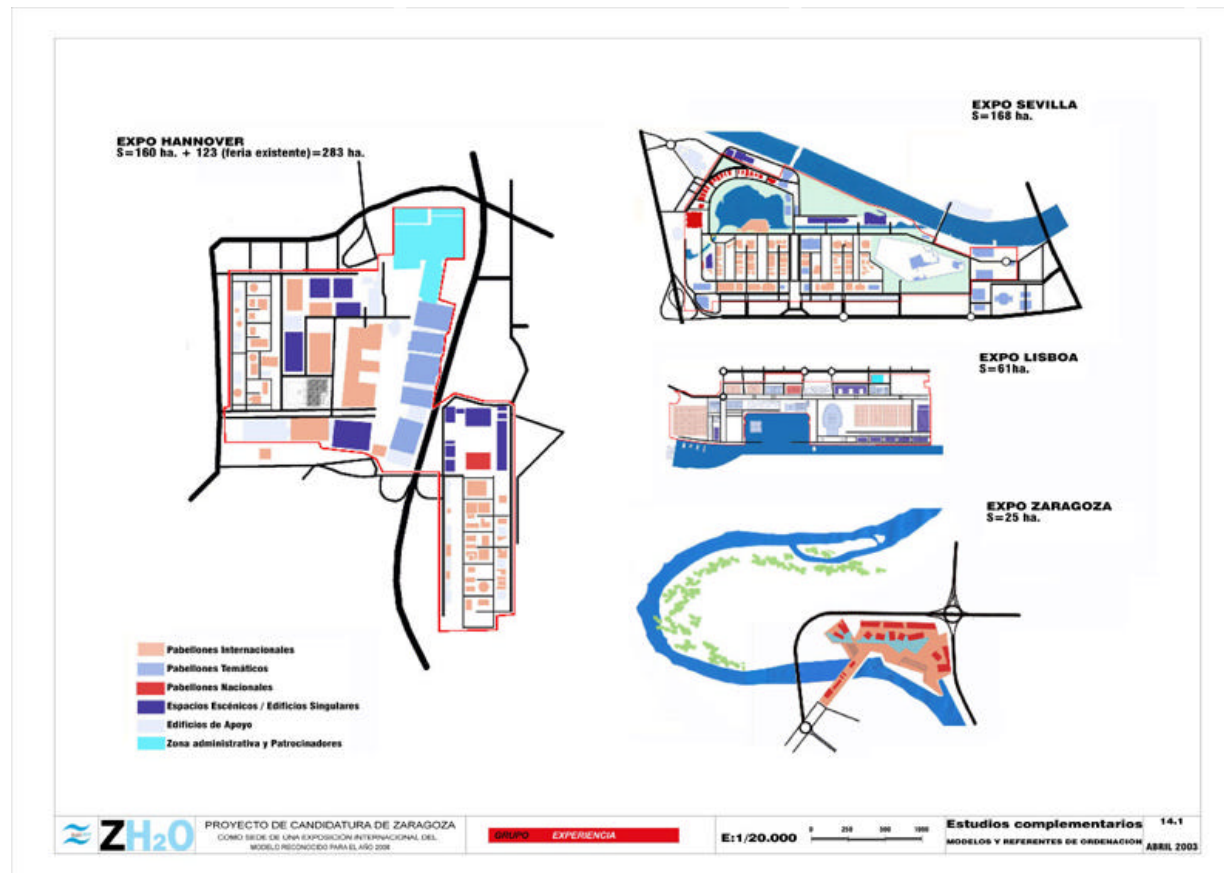 EXPO HANNOVER
S=160 ha. + 123 (feria existente)=283 ha.
EXPO SEVILLA
S=168 ha.
EXPO LISBOA
S=61ha.
EXPO ZARAGOZA
S=25 ha.
Pabellones Internacionales
Pabellones Temáticos
Pabellones Nacionales
Espacios Escénicos / Edificios Singulares
Edificios de Apoyo
Zona administrativa y Patrocinadores
ZH2O
PROYECTO DE CANDIDATURA DE ZARAGOZA
COMO SEDE DE UNA EXPOSICIÓN INTERNACIONAL DEL
MODELO RECONOCIDO PARA EL AÑO 2008
GRUPO EXPERIENCIA
E:1/20.000
0 250 500 1000
Estudios complementarios 14.1
MODELOS Y REFERENTES DE ORDENACIÓN ABRIL 2003